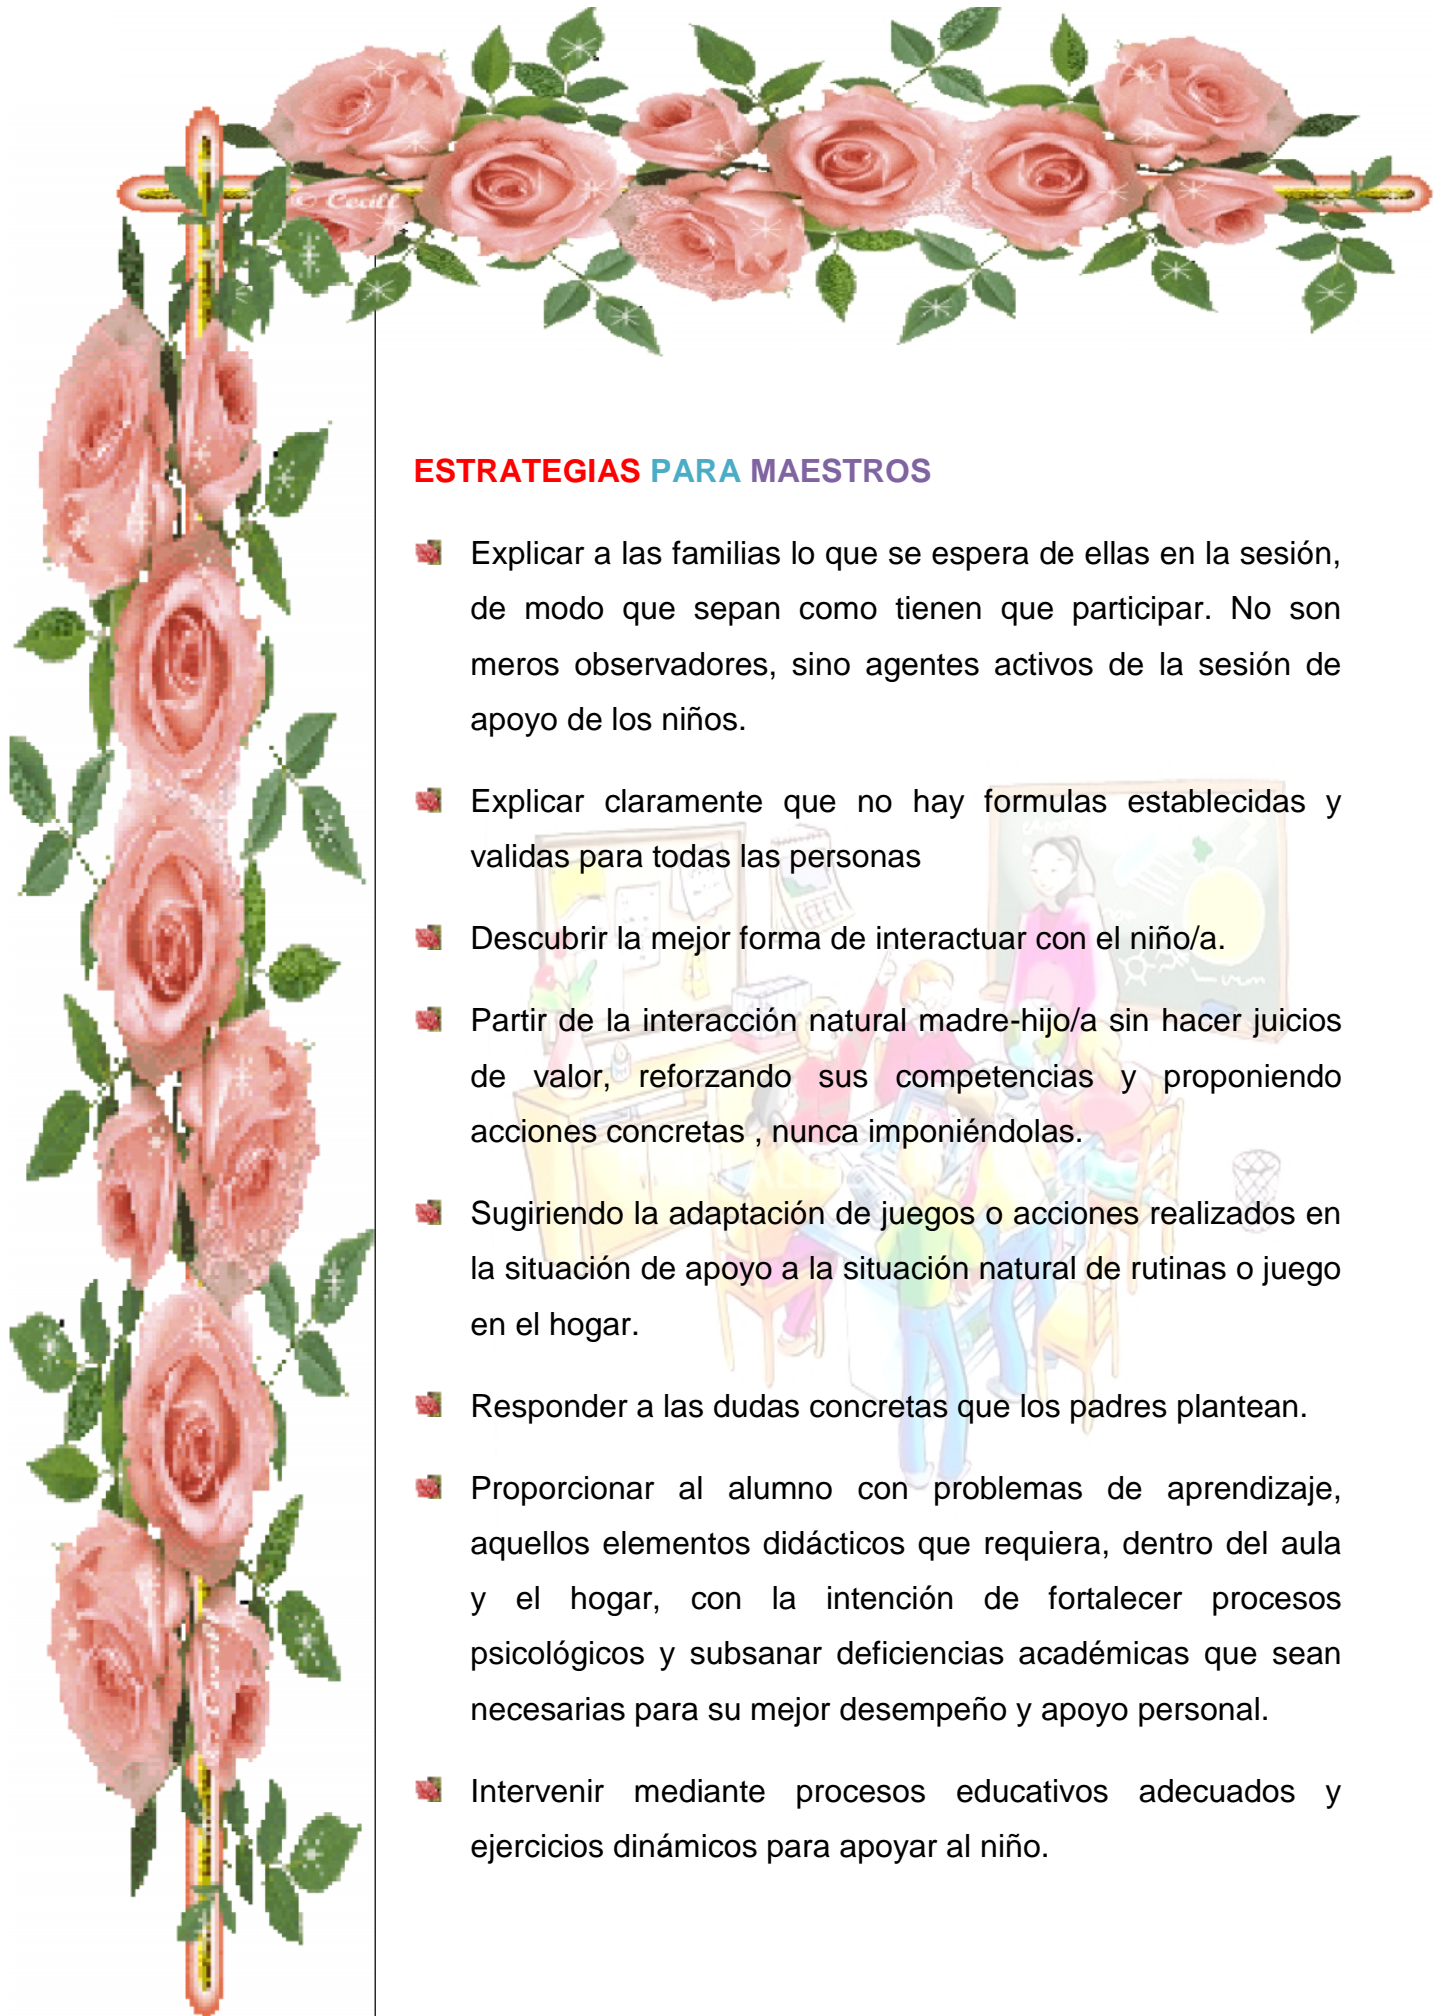 © Cecill
ESTRATEGIAS PARA MAESTROS
Explicar a las familias lo que se espera de ellas en la sesión,
de modo que sepan como tienen que participar. No son
meros observadores, sino agentes activos de la sesión de
apoyo de los niños.
Explicar claramente que no hay formulas establecidas y
validas para todas las personas
Descubrir la mejor forma de interactuar con el niño/a.
Partir de la interacción natural madre-hijo/a sin hacer juicios
de valor, reforzando sus competencias y proponiendo
acciones concretas , nunca imponiéndolas.
Sugiriendo la adaptación de juegos o acciones realizados en
la situación de apoyo a la situación natural de rutinas o juego
en el hogar.
Responder a las dudas concretas que los padres plantean.
Proporcionar al alumno con problemas de aprendizaje,
aquellos elementos didácticos que requiera, dentro del aula
y el hogar, con la intención de fortalecer procesos
psicológicos y subsanar deficiencias académicas que sean
necesarias para su mejor desempeño y apoyo personal.
Intervenir mediante procesos educativos adecuados y
ejercicios dinámicos para apoyar al niño.